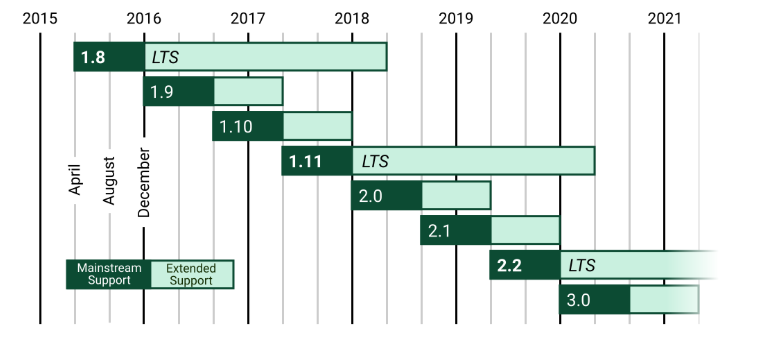 2015 2016 2017 2018 2019 2020 2021
1.8 LTS
1.9
1.10
1.11 LTS
April
August
December
2.0
2.1
2.2 LTS
Mainstream Support
Extended Support
3.0